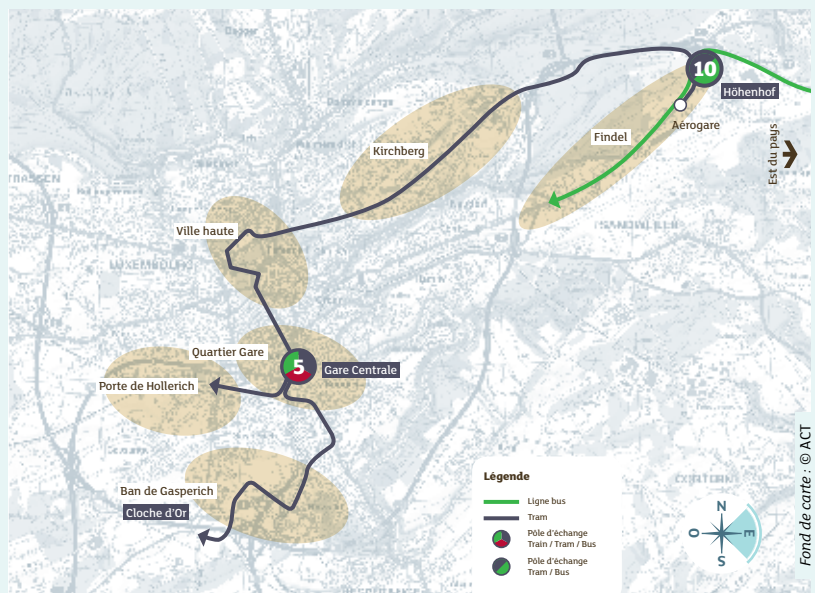 10
Höhenhof
Aérogare
Findel
Est du pays
Kirchberg
Ville haute
Quartier Gare
5
Gare Centrale
Porte de Hollerich
Ban de Gasperich
Cloche d'Or
Légende
Ligne bus
Tram
Pôle d'échange
Train / Tram / Bus
Pôle d'échange
Tram / Bus
N
O
E
S
Fond de carte : © ACT